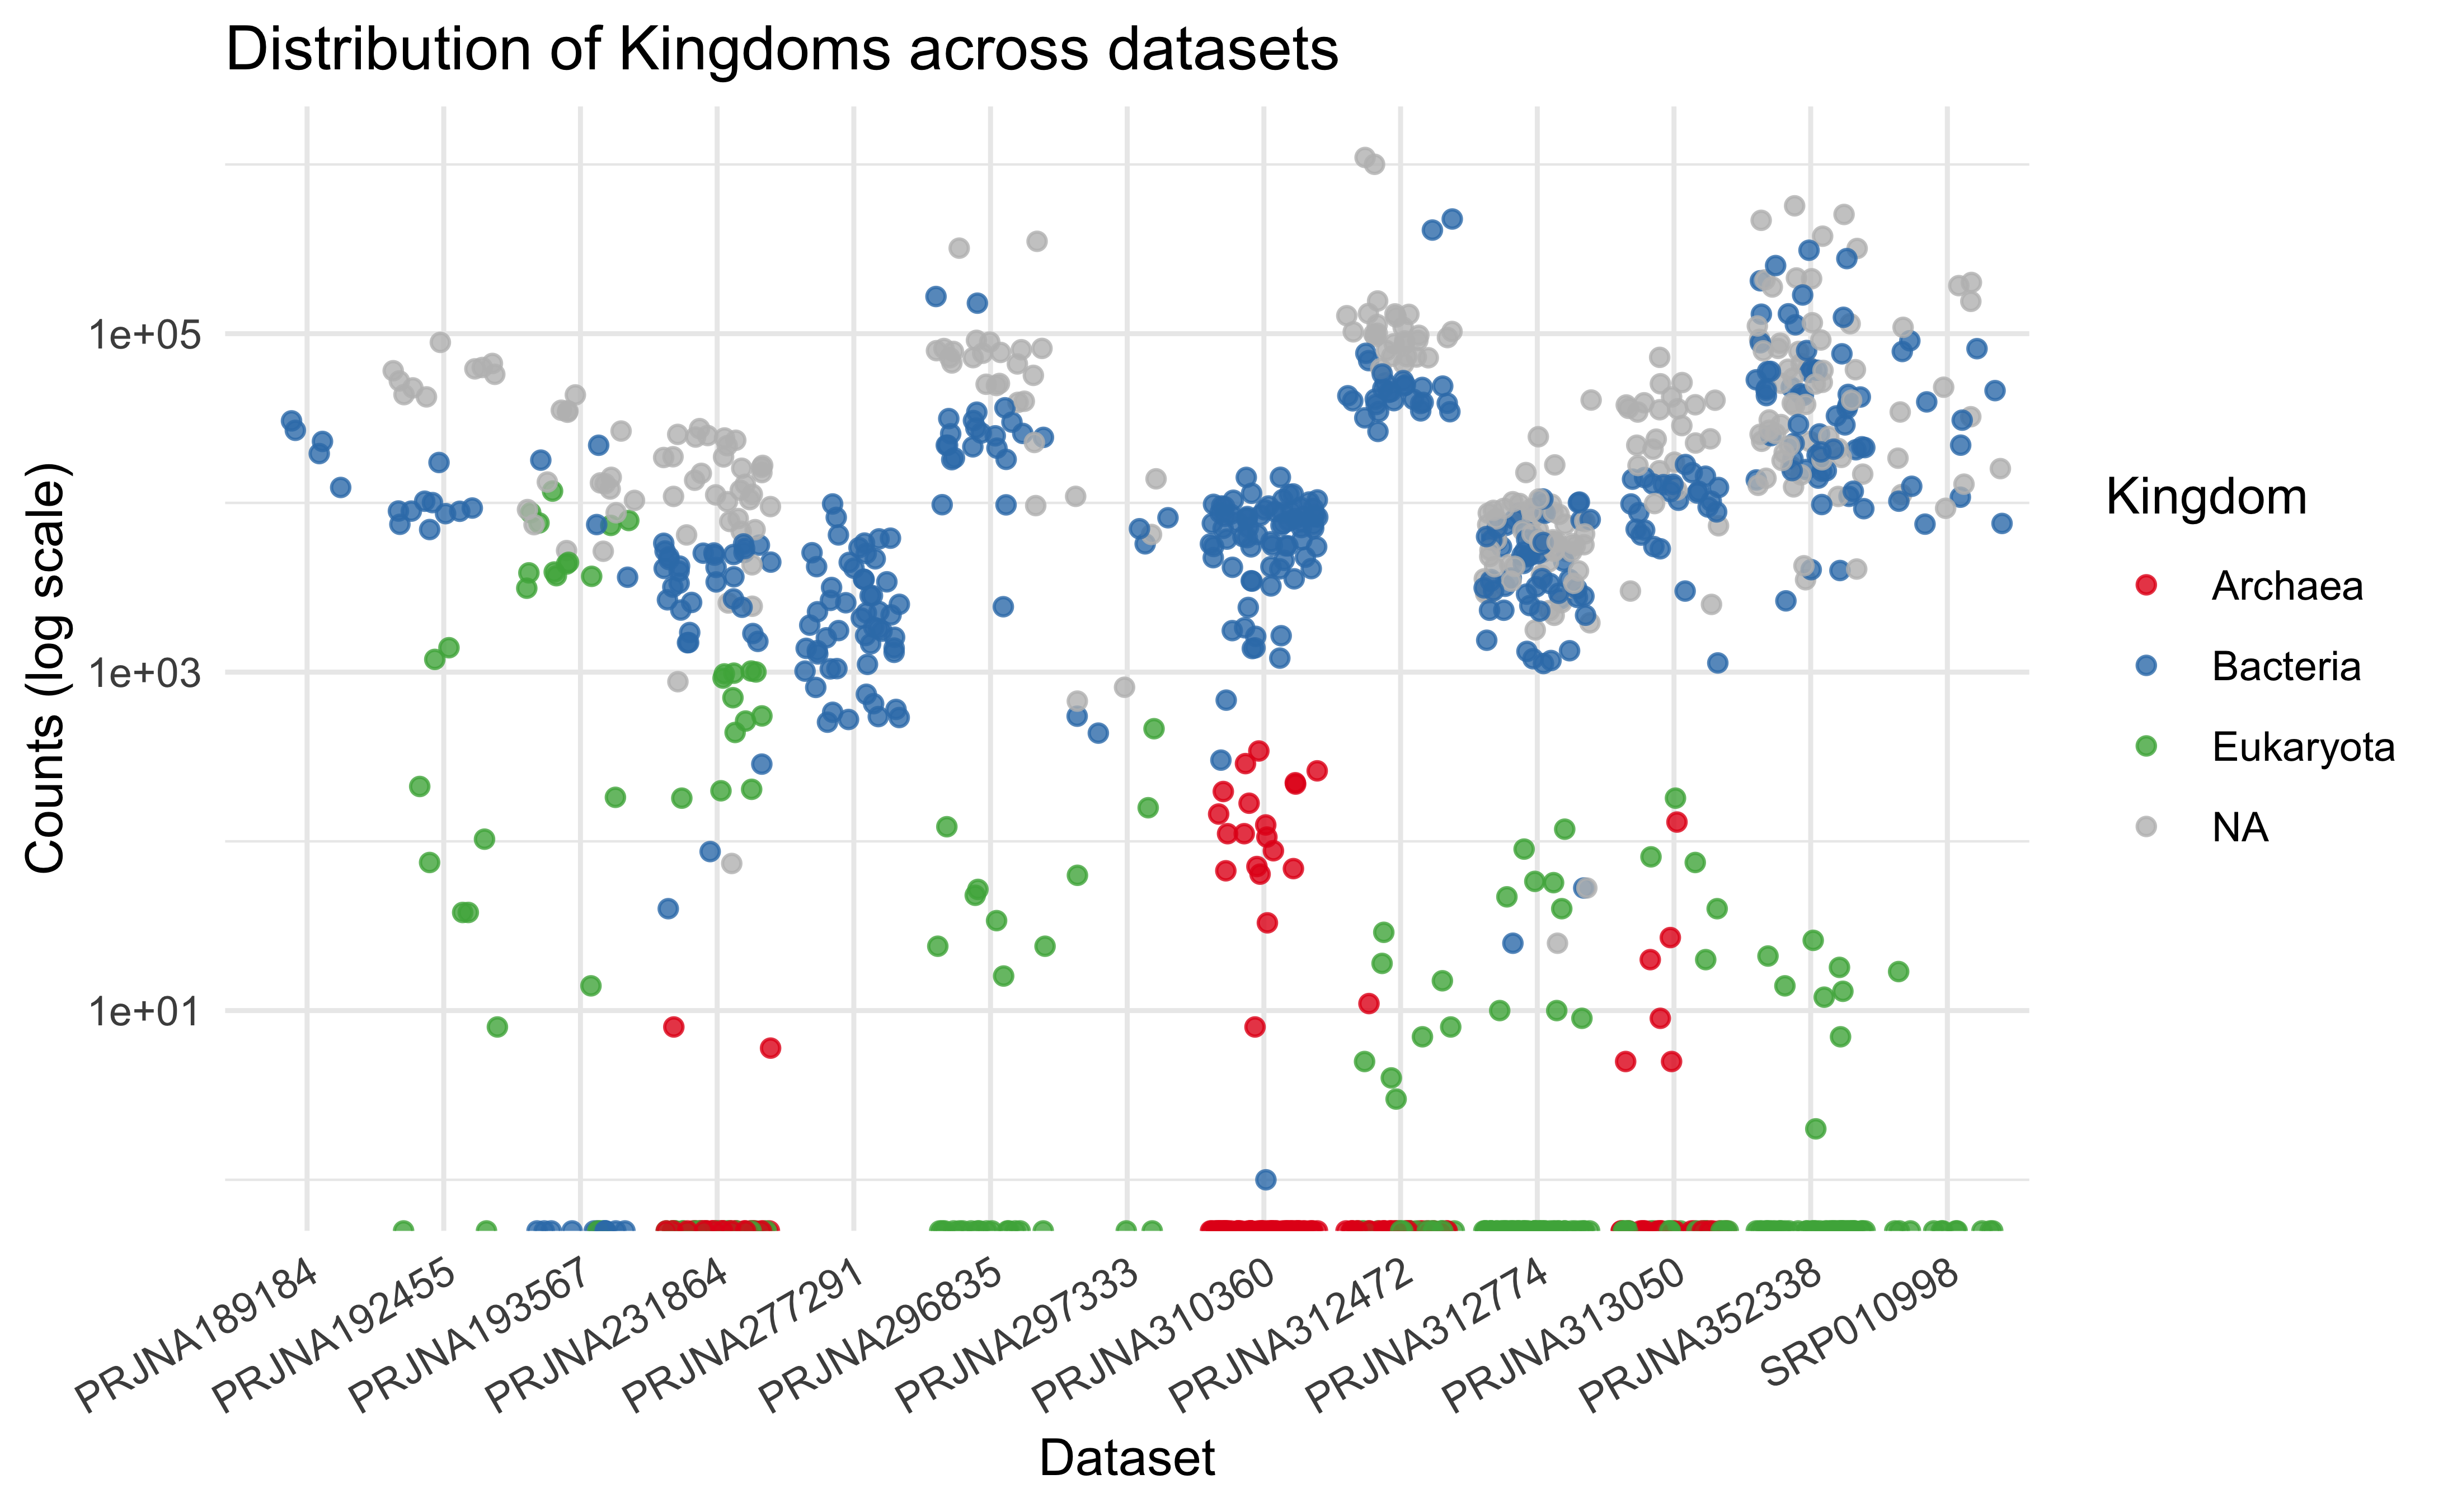 Distribution of Kingdoms across datasets
Counts (log scale)
1e+05
1e+03
1e+01
PRJNA189184
PRJNA192455
PRJNA193567
PRJNA231864
PRJNA277291
PRJNA296835
PRJNA297333
PRJNA310360
PRJNA312472
PRJNA312774
PRJNA313050
PRJNA352338
SRP010998
Dataset
Kingdom
Archaea
Bacteria
Eukaryota
NA